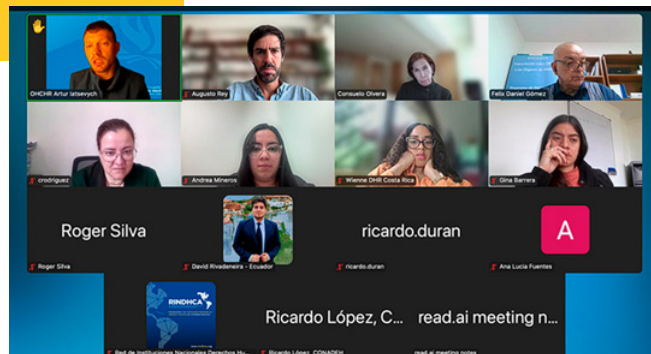 OHCHR Artur Iatsevych
Augusto Rey
Consuelo Olvera
Felix Daniel Gómez
crodriguez
Andrea Mineros
Wienne DHR Costa Rica
Gina Barrera
Roger Silva
ricardo.duran
A
Roger Silva
David Rivadeneira - Ecuador
ricardo.duran
Ana Lucia Fuentes
RINDHCA
Ricardo López, C...
read.ai meeting n...
Red de Instituciones Nacionales Derechos Hu...
Ricardo López, CONADEH
read.ai meeting notes